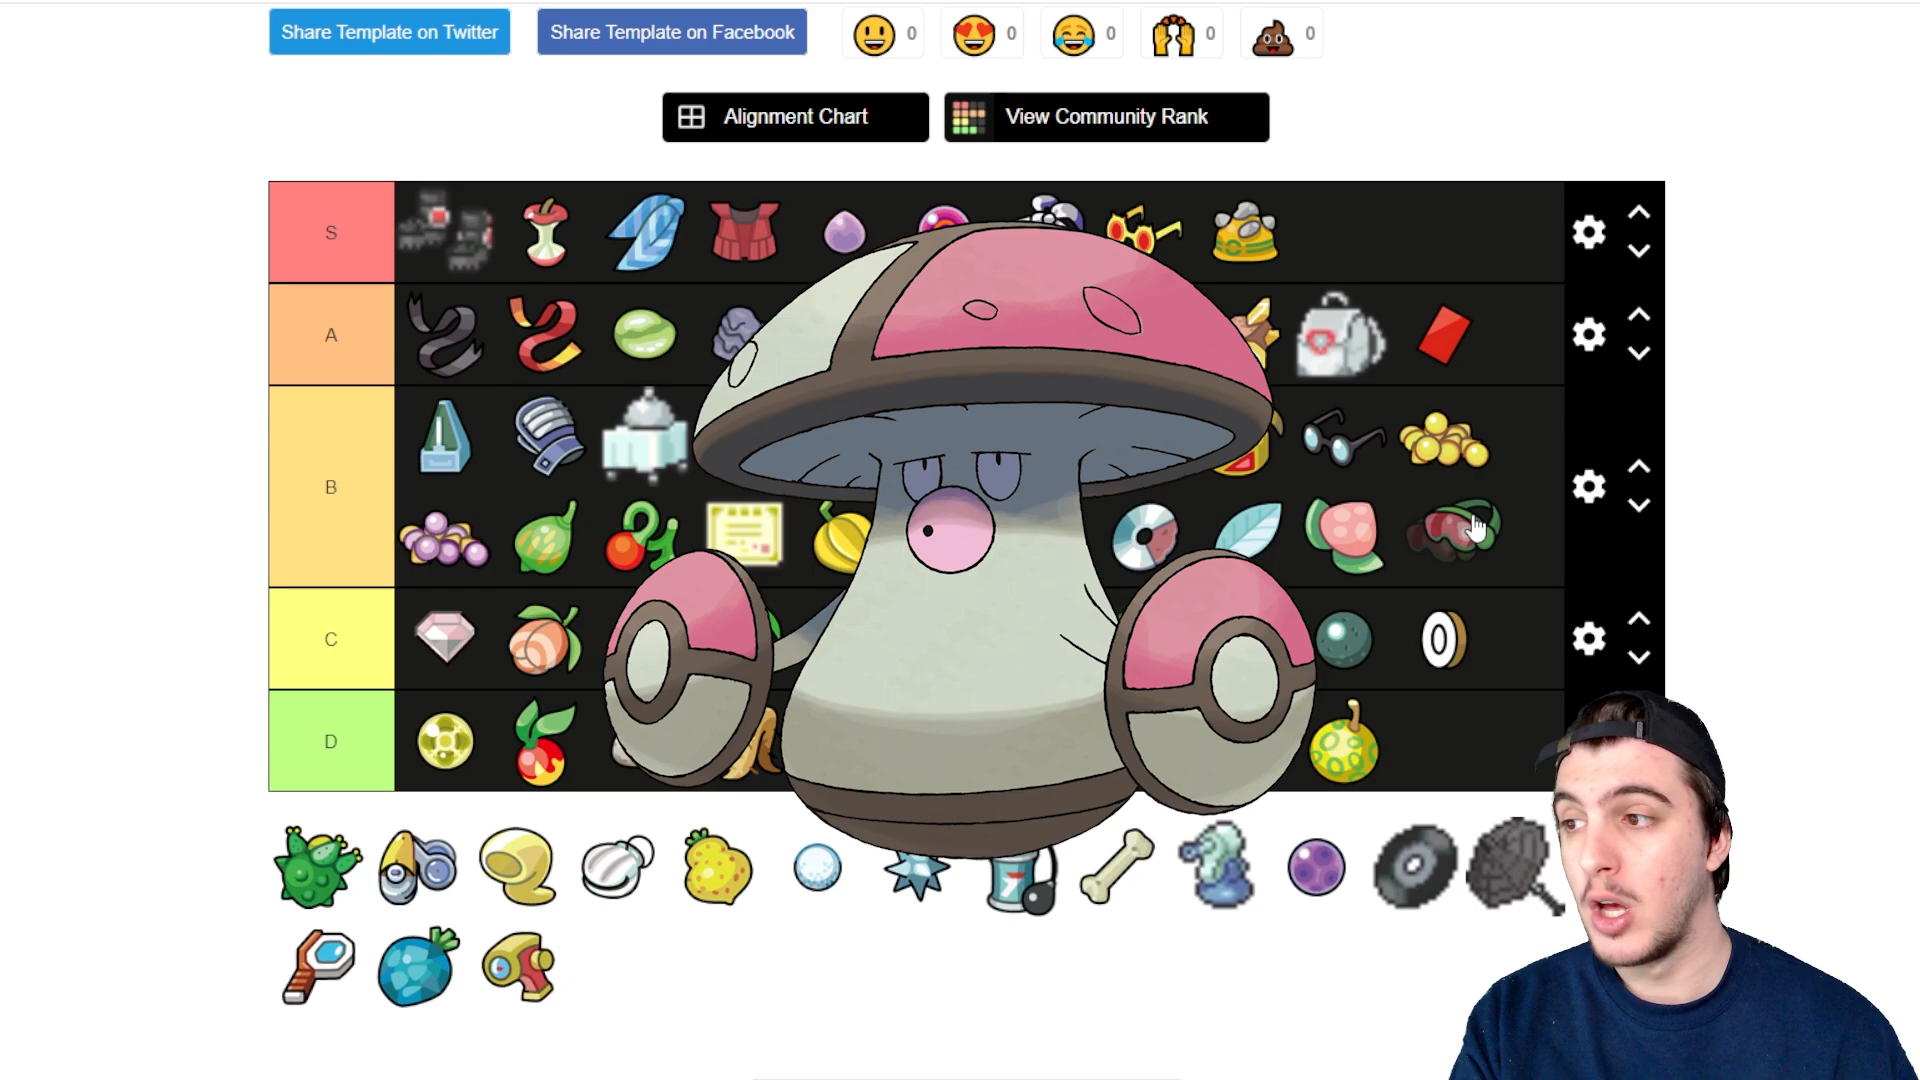 Share Template on Twitter
Share Template on Facebook
0
0
0
0
0
Alignment Chart
View Community Rank
S
A
B
C
D